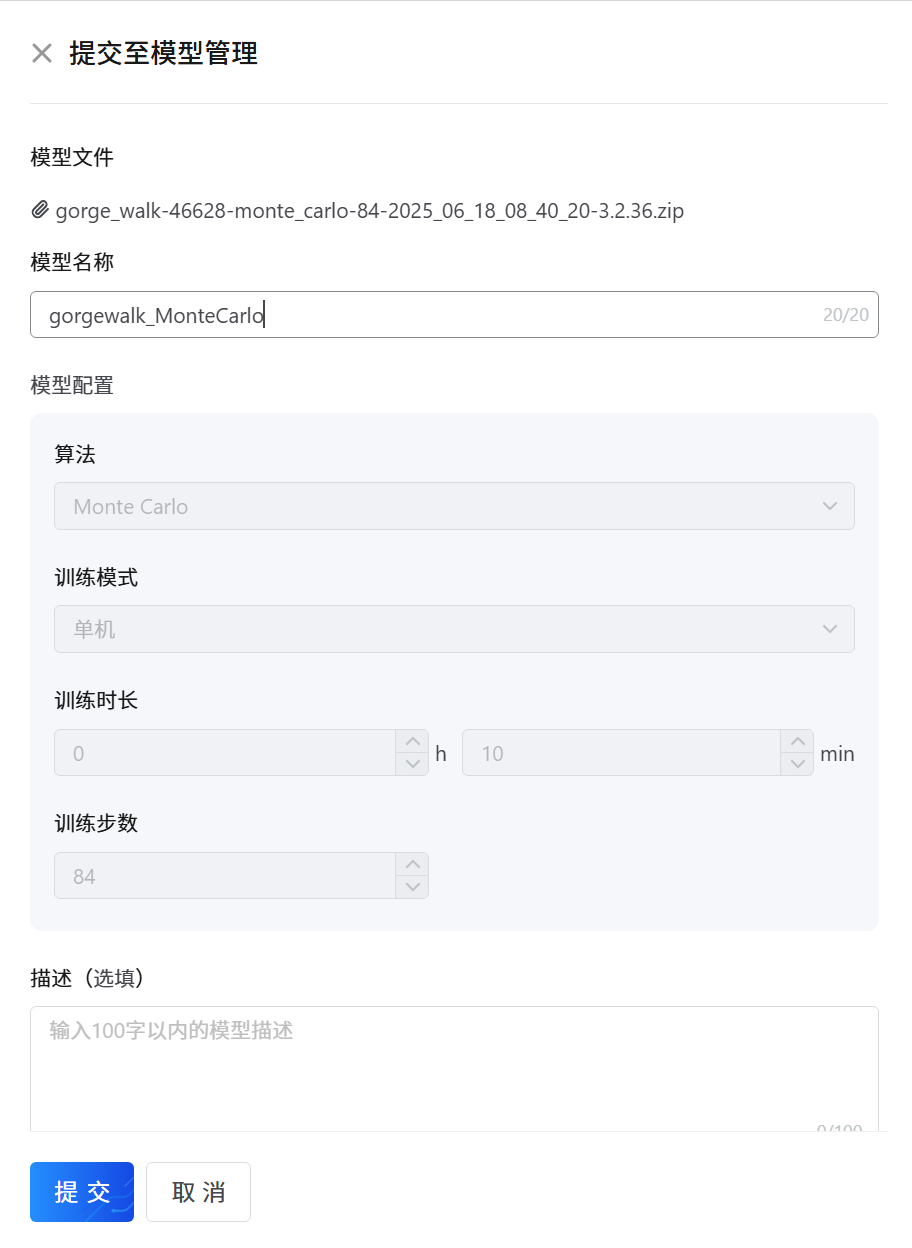 提交至模型管理
模型文件
gorge_walk-46628-monte_carlo-84-2025_06_18_08_40_20-3.2.36.zip
模型名称
gorgewalk_MonteCarlo 20/20
模型配置
算法
Monte Carlo
训练模式
单机
训练时长
0 h 10 min
训练步数
84
描述（选填）
输入100字以内的模型描述
0/100
提交 取消